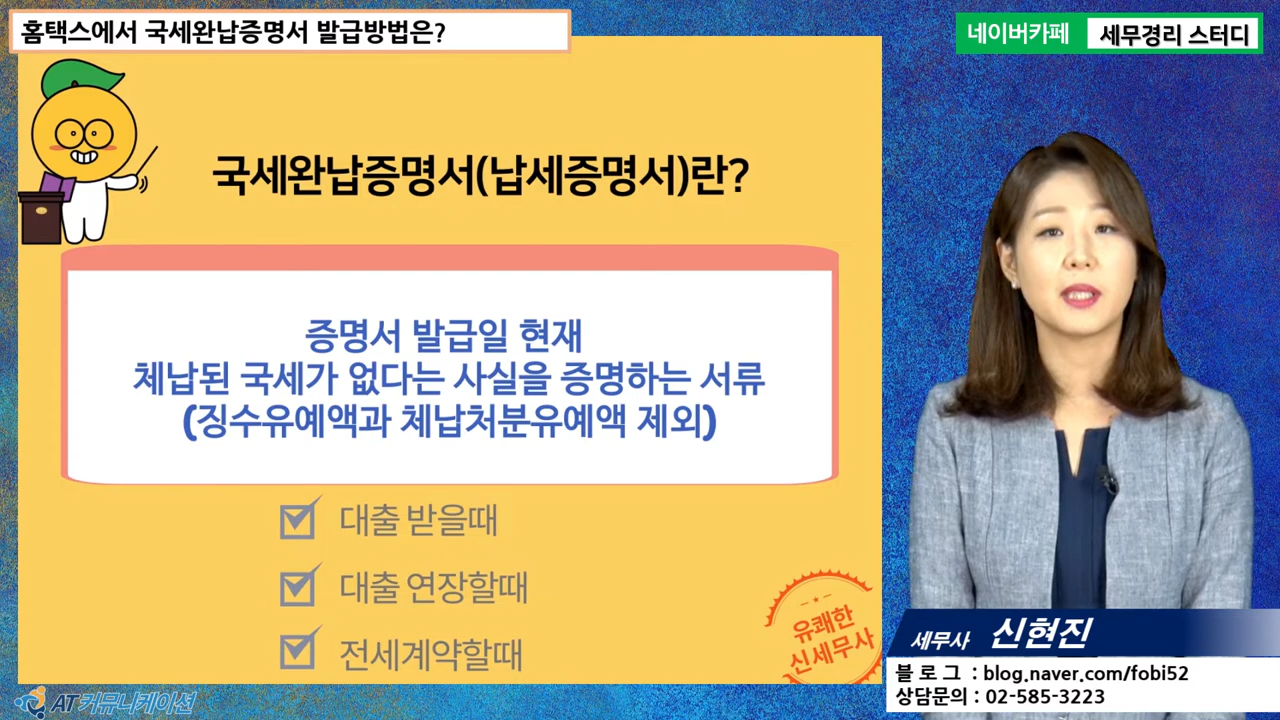 홈택스에서 국세완납증명서 발급방법은?
네이버카페 세무경리 스터디
국세완납증명서(납세증명서)란?
증명서 발급일 현재
체납된 국세가 없다는 사실을 증명하는 서류
(징수유예액과 체납처분유예액 제외)
대출 받을때
대출 연장할때
전세계약할때
유쾌한
신세무사
세무사 신현진
블로그 : blog.naver.com/fobi52
상담문의 : 02-585-3223
AT커뮤니케이션